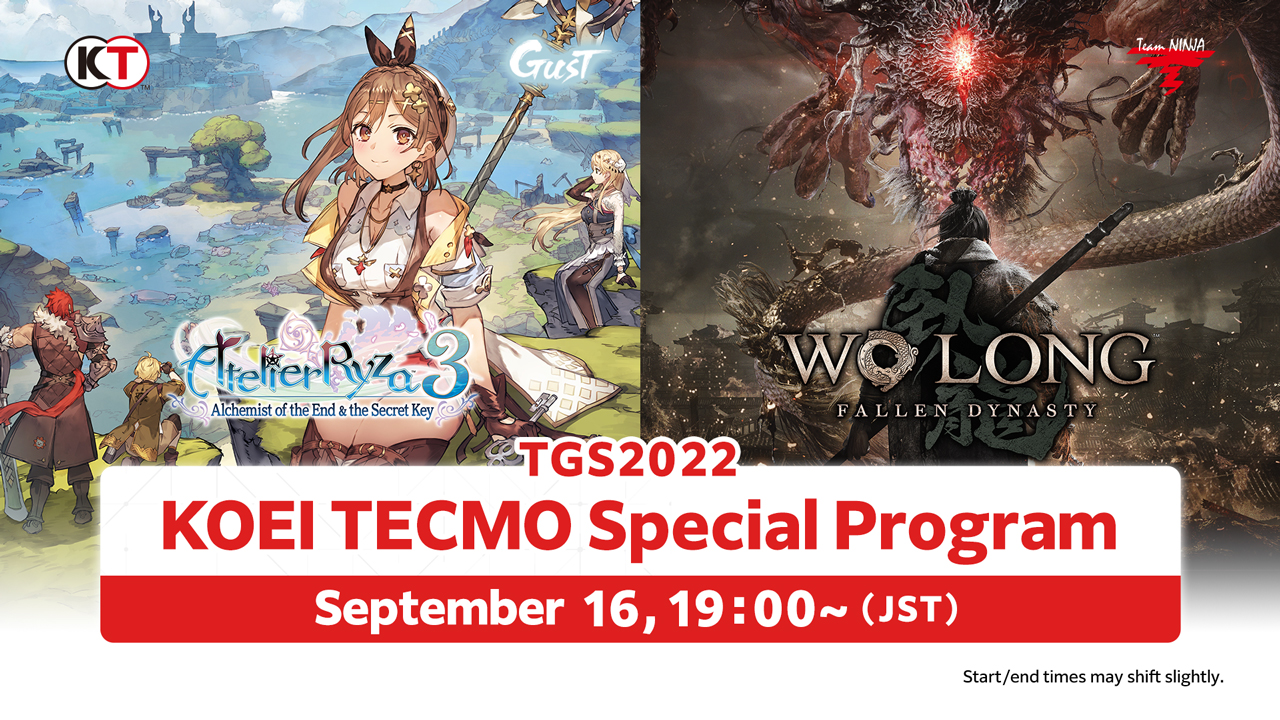 KT
TM
GUST
Team NINJA
Atelier Ryza 3
Alchemist of the End & the Secret Key
WO LONG
FALLEN DYNASTY
TGS2022
KOEI TECMO Special Program
September 16, 19:00~ (JST)
Start/end times may shift slightly.